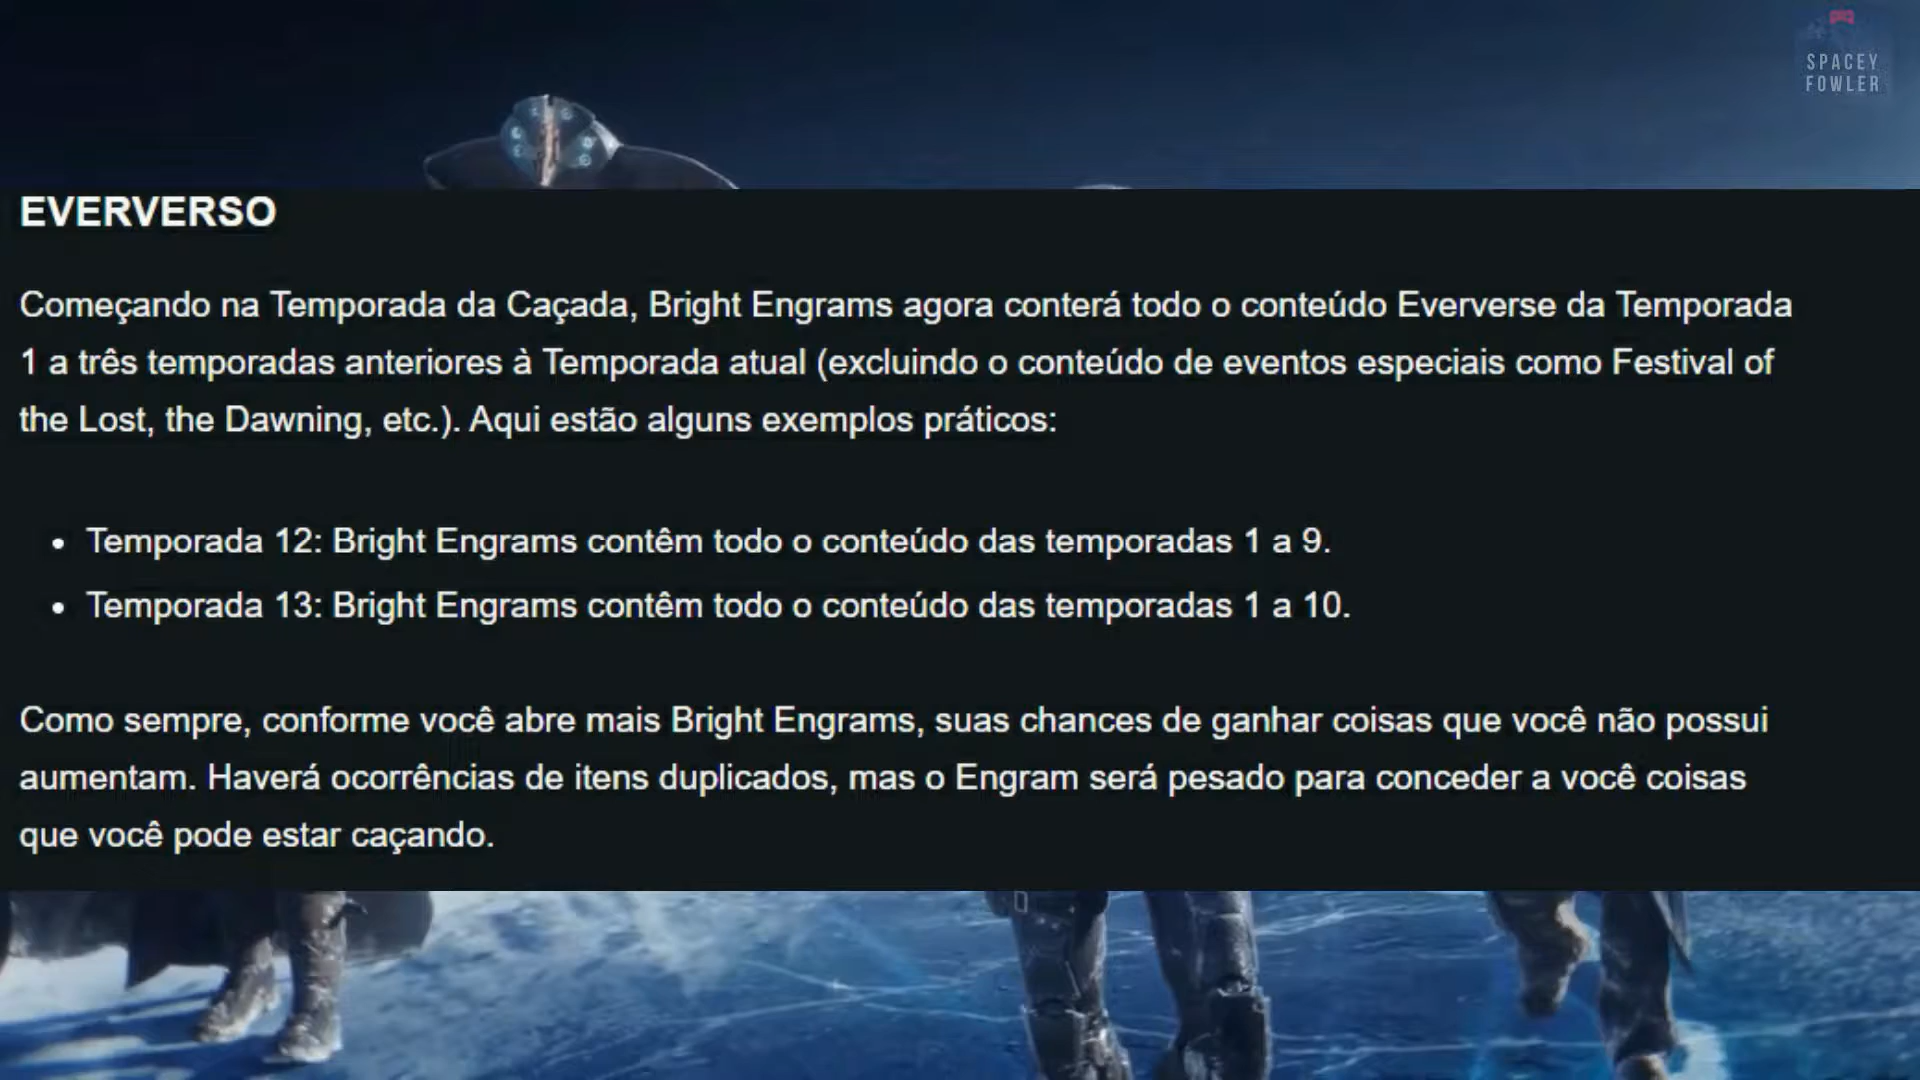 SPACEY
FOWLER
EVERVERSO
Começando na Temporada da Caçada, Bright Engrams agora conterá todo o conteúdo Eververse da Temporada
1 a três temporadas anteriores à Temporada atual (excluindo o conteúdo de eventos especiais como Festival of
the Lost, the Dawning, etc.). Aqui estão alguns exemplos práticos:
• Temporada 12: Bright Engrams contêm todo o conteúdo das temporadas 1 a 9.
• Temporada 13: Bright Engrams contêm todo o conteúdo das temporadas 1 a 10.
Como sempre, conforme você abre mais Bright Engrams, suas chances de ganhar coisas que você não possui
aumentam. Haverá ocorrências de itens duplicados, mas o Engram será pesado para conceder a você coisas
que você pode estar caçando.